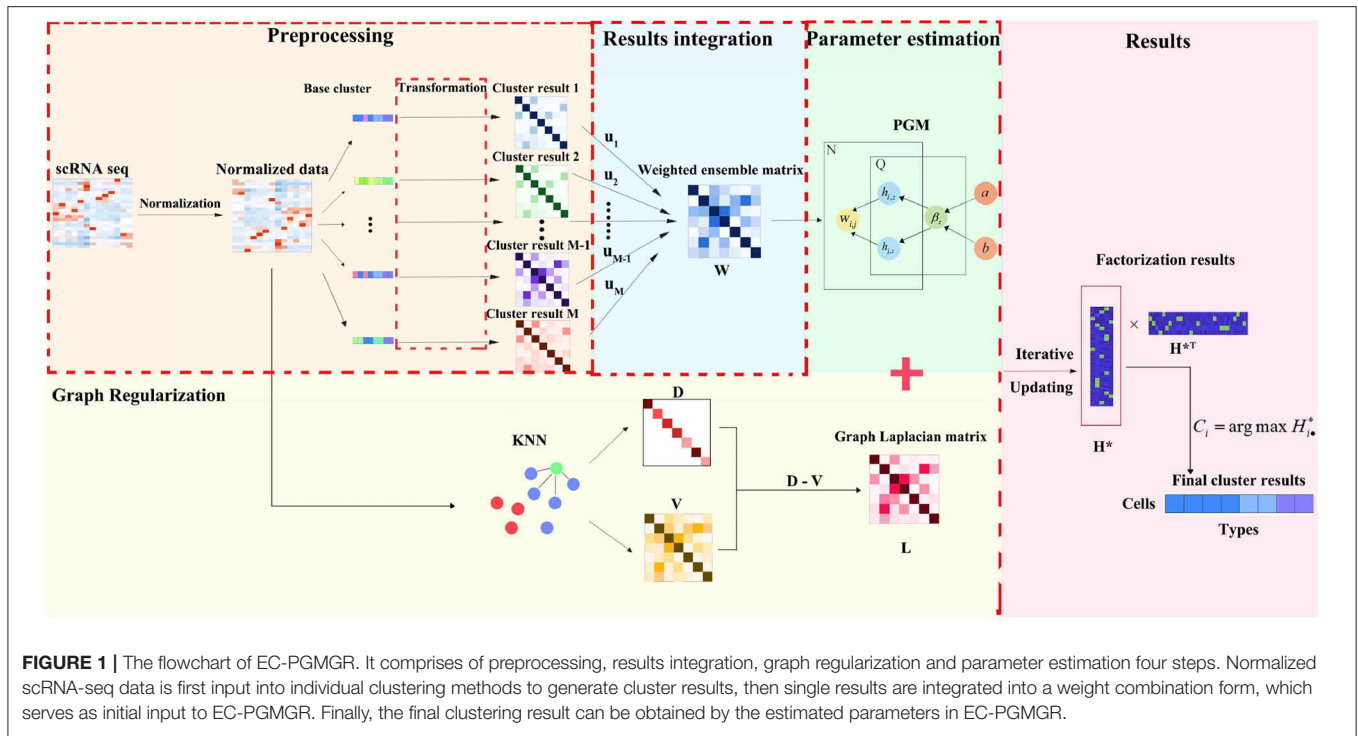 Preprocessing
Results integration
Parameter estimation
Results
Base cluster
Transformation
Cluster result 1
scRNA seq
Normalization
Normalized data
Cluster result 2
Cluster result M-1
Cluster result M
u1
u2
uM-1
uM
Weighted ensemble matrix
W
PGM
N
Q
hi,z
wi,j
hi,z
βz
a
b
Factorization results
×
H*T
H*
Iterative
Updating
Ci = arg max H*i•
Final cluster results
Cells
Types
+
Graph Regularization
KNN
D
V
D - V
Graph Laplacian matrix
L
FIGURE 1 | The flowchart of EC-PGMGR. It comprises of preprocessing, results integration, graph regularization and parameter estimation four steps. Normalized
scRNA-seq data is first input into individual clustering methods to generate cluster results, then single results are integrated into a weight combination form, which
serves as initial input to EC-PGMGR. Finally, the final clustering result can be obtained by the estimated parameters in EC-PGMGR.